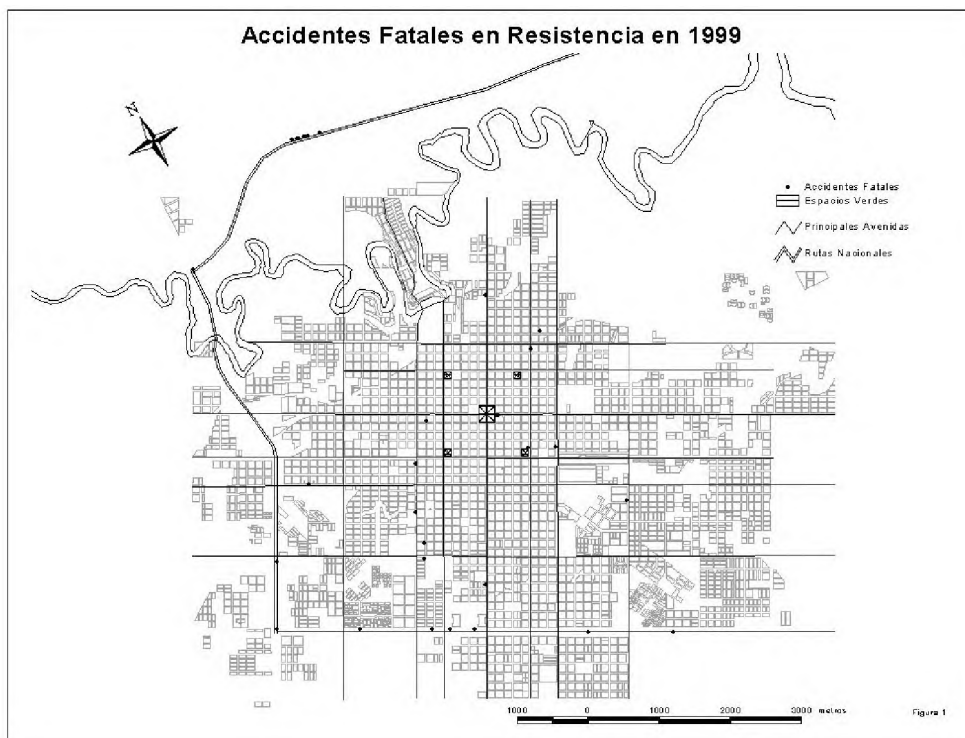 Accidentes Fatales en Resistencia en 1999
N
Accidentes Fatales
Espacios Verdes
Principales Avenidas
Rutas Nacionales
1000 0 1000 2000 3000 metros
Figura 1